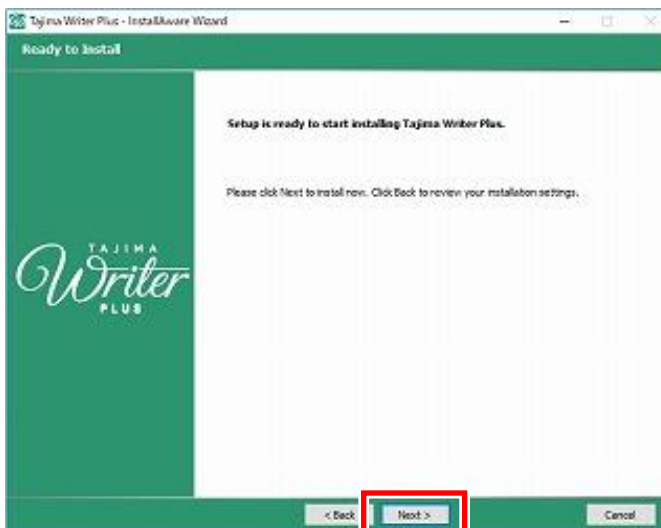 Tajima Writer Plus - InstallAware Wizard
Ready to Install
Setup is ready to start installing Tajima Writer Plus.
Please click Next to install now. Click Back to review your installation settings.
TAJIMA
Writer
PLUS
< Back
Next >
Cancel